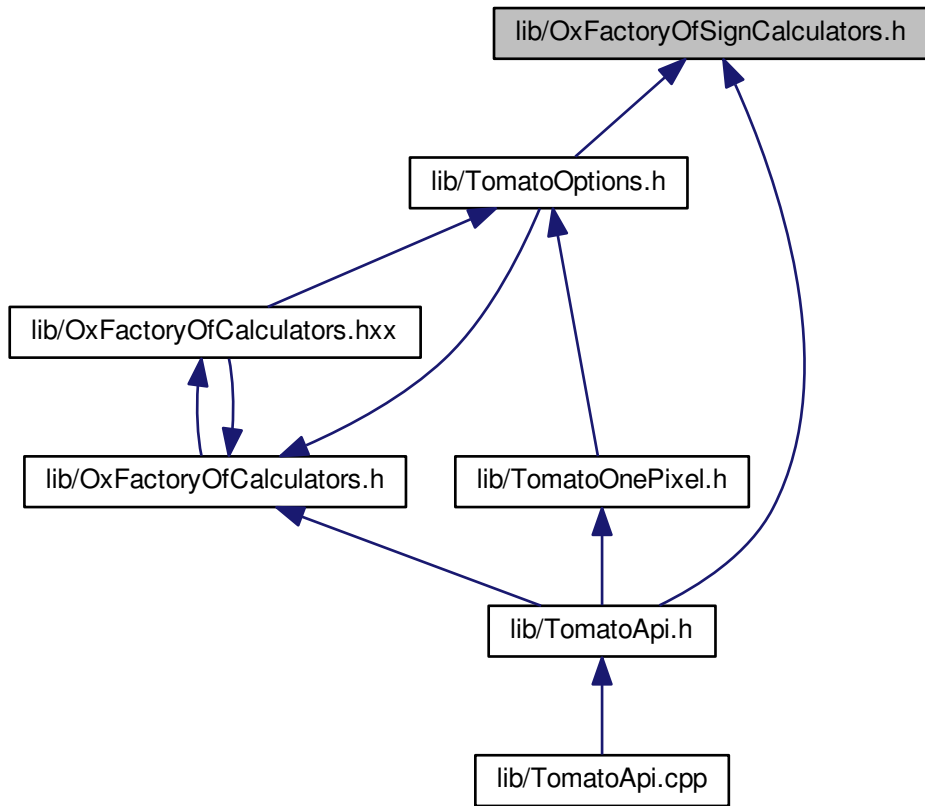 lib/OxFactoryOfSignCalculators.h
lib/TomatoOptions.h
lib/OxFactoryOfCalculators.hxx
lib/OxFactoryOfCalculators.h
lib/TomatoOnePixel.h
lib/TomatoApi.h
lib/TomatoApi.cpp